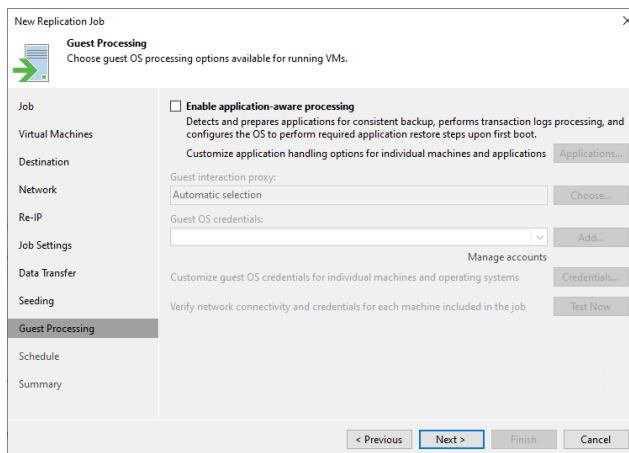 New Replication Job
Guest Processing
Choose guest OS processing options available for running VMs.
Job
Virtual Machines
Destination
Network
Re-IP
Job Settings
Data Transfer
Seeding
Guest Processing
Schedule
Summary
Enable application-aware processing
Detects and prepares applications for consistent backup, performs transaction logs processing, and
configures the OS to perform required application restore steps upon first boot.
Customize application handling options for individual machines and applications
Applications...
Guest interaction proxy:
Automatic selection
Choose...
Guest OS credentials:
Add...
Manage accounts
Customize guest OS credentials for individual machines and operating systems
Credentials...
Verify network connectivity and credentials for each machine included in the job
Test Now
< Previous
Next >
Finish
Cancel